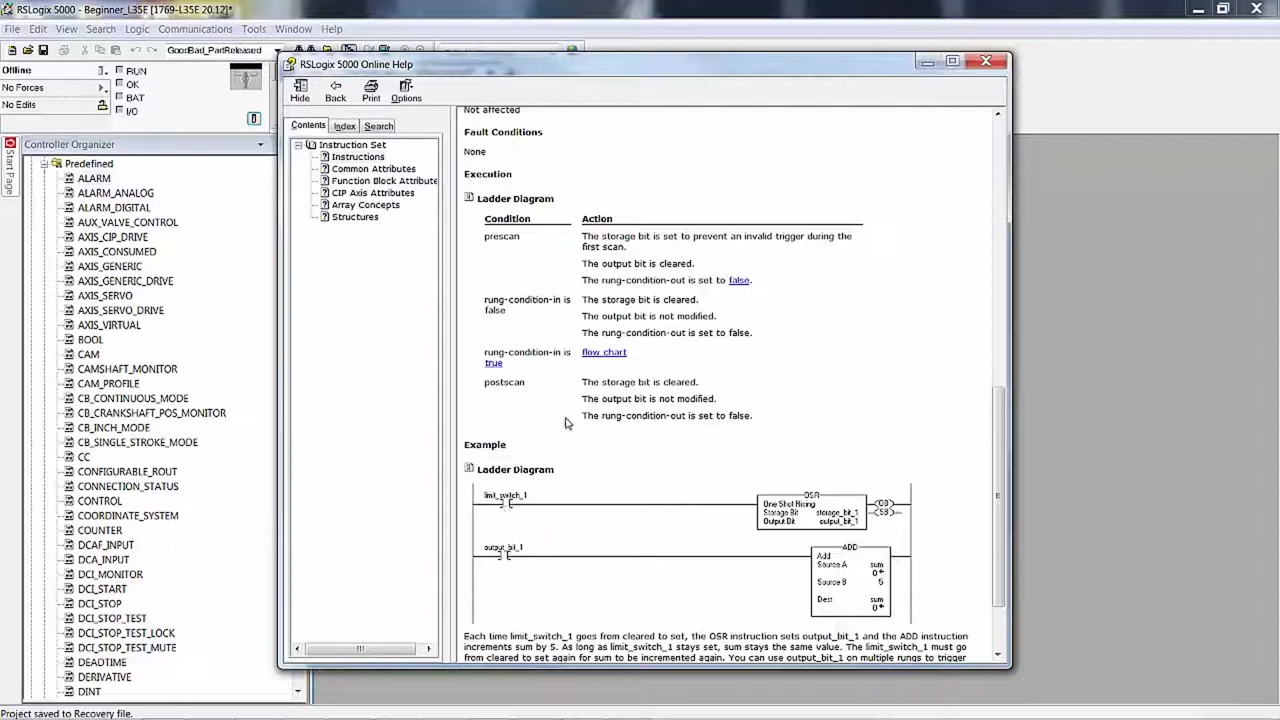 RSLogix 5000 - Beginner_L35E [1769-L35E 20.12]*
File Edit View Search Logic Communications Tools Window Help
GoodBad_PartReleased
Offline
RUN
No Forces
OK
BAT
No Edits
I/O
Start Page
Controller Organizer
Predefined
ALARM
ALARM_ANALOG
ALARM_DIGITAL
AUX_VALVE_CONTROL
AXIS_CIP_DRIVE
AXIS_CONSUMED
AXIS_GENERIC
AXIS_GENERIC_DRIVE
AXIS_SERVO
AXIS_SERVO_DRIVE
AXIS_VIRTUAL
BOOL
CAM
CAMSHAFT_MONITOR
CAM_PROFILE
CB_CONTINUOUS_MODE
CB_CRANKSHAFT_POS_MONITOR
CB_INCH_MODE
CB_SINGLE_STROKE_MODE
CC
CONFIGURABLE_ROUT
CONNECTION_STATUS
CONTROL
COORDINATE_SYSTEM
COUNTER
DCAF_INPUT
DCA_INPUT
DCI_MONITOR
DCI_START
DCI_STOP
DCI_STOP_TEST
DCI_STOP_TEST_LOCK
DCI_STOP_TEST_MUTE
DEADTIME
DERIVATIVE
DINT
Project saved to Recovery file.
RSLogix 5000 Online Help
Hide Back Print Options
Contents Index Search
Instruction Set
Instructions
Common Attributes
Function Block Attribute
CIP Axis Attributes
Array Concepts
Structures
Not affected
Fault Conditions
None
Execution
Ladder Diagram
Condition Action
prescan The storage bit is set to prevent an invalid trigger during the
first scan.
The output bit is cleared.
The rung-condition-out is set to false.
rung-condition-in is The storage bit is cleared.
false
The output bit is not modified.
The rung-condition-out is set to false.
rung-condition-in is flow chart
true
postscan The storage bit is cleared.
The output bit is not modified.
The rung-condition-out is set to false.
Example
Ladder Diagram
limit_switch_1 OSR
One Shot Rising OB
Storage Bit storage_bit_1 SB
Output Bit output_bit_1
output_bit_1 ADD
Add
Source A sum
0
Source B 5
Dest sum
0
Each time limit_switch_1 goes from cleared to set, the OSR instruction sets output_bit_1 and the ADD instruction
increments sum by 5. As long as limit_switch_1 stays set, sum stays the same value. The limit_switch_1 must go
from cleared to set again for sum to be incremented again. You can use output_bit_1 on multiple rungs to trigger